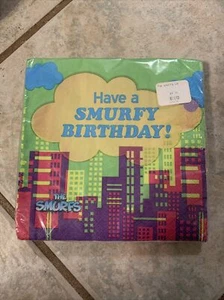 Have a
SMURFY
BIRTHDAY!
THE
SMURFS